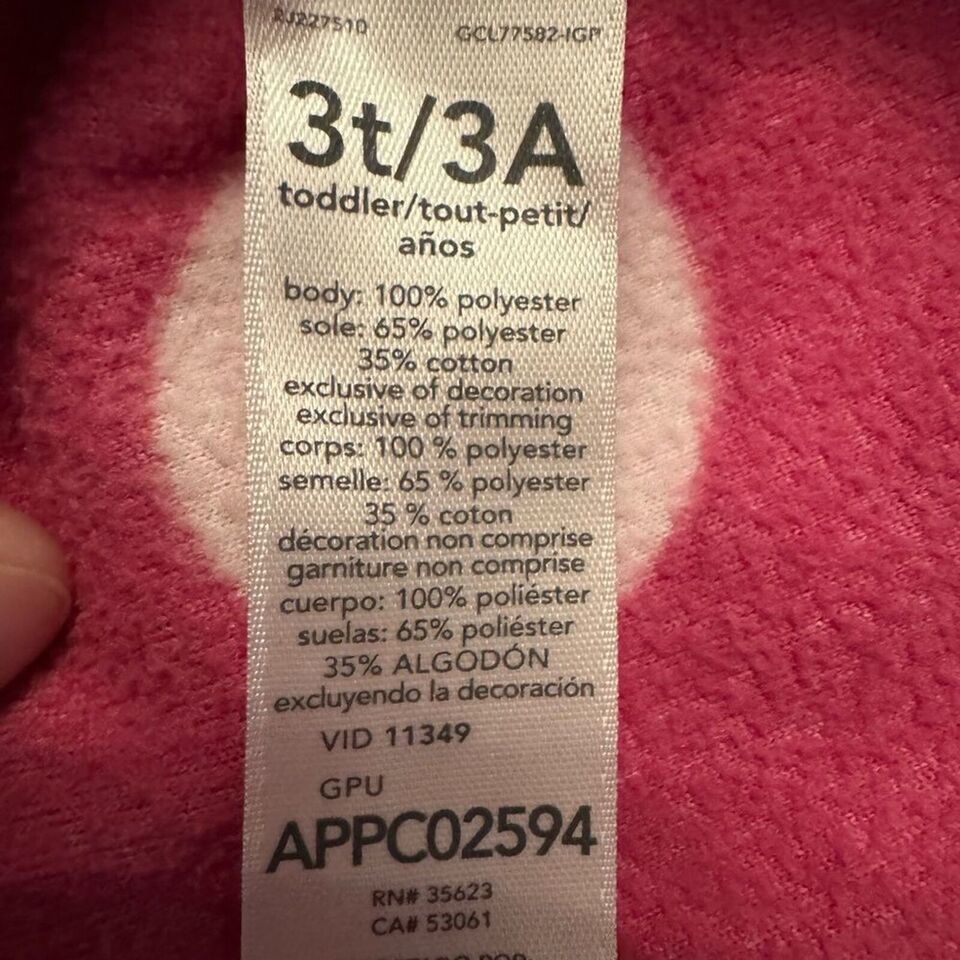 RJ227510 GCL77582-IGP
3t/3A
toddler/tout-petit/
años
body: 100% polyester
sole: 65% polyester
35% cotton
exclusive of decoration
exclusive of trimming
corps: 100 % polyester
semelle: 65 % polyester
35 % coton
décoration non comprise
garniture non comprise
cuerpo: 100% poliéster
suelas: 65% poliéster
35% ALGODÓN
excluyendo la decoración
VID 11349
GPU
APPC02594
RN# 35623
CA# 53061